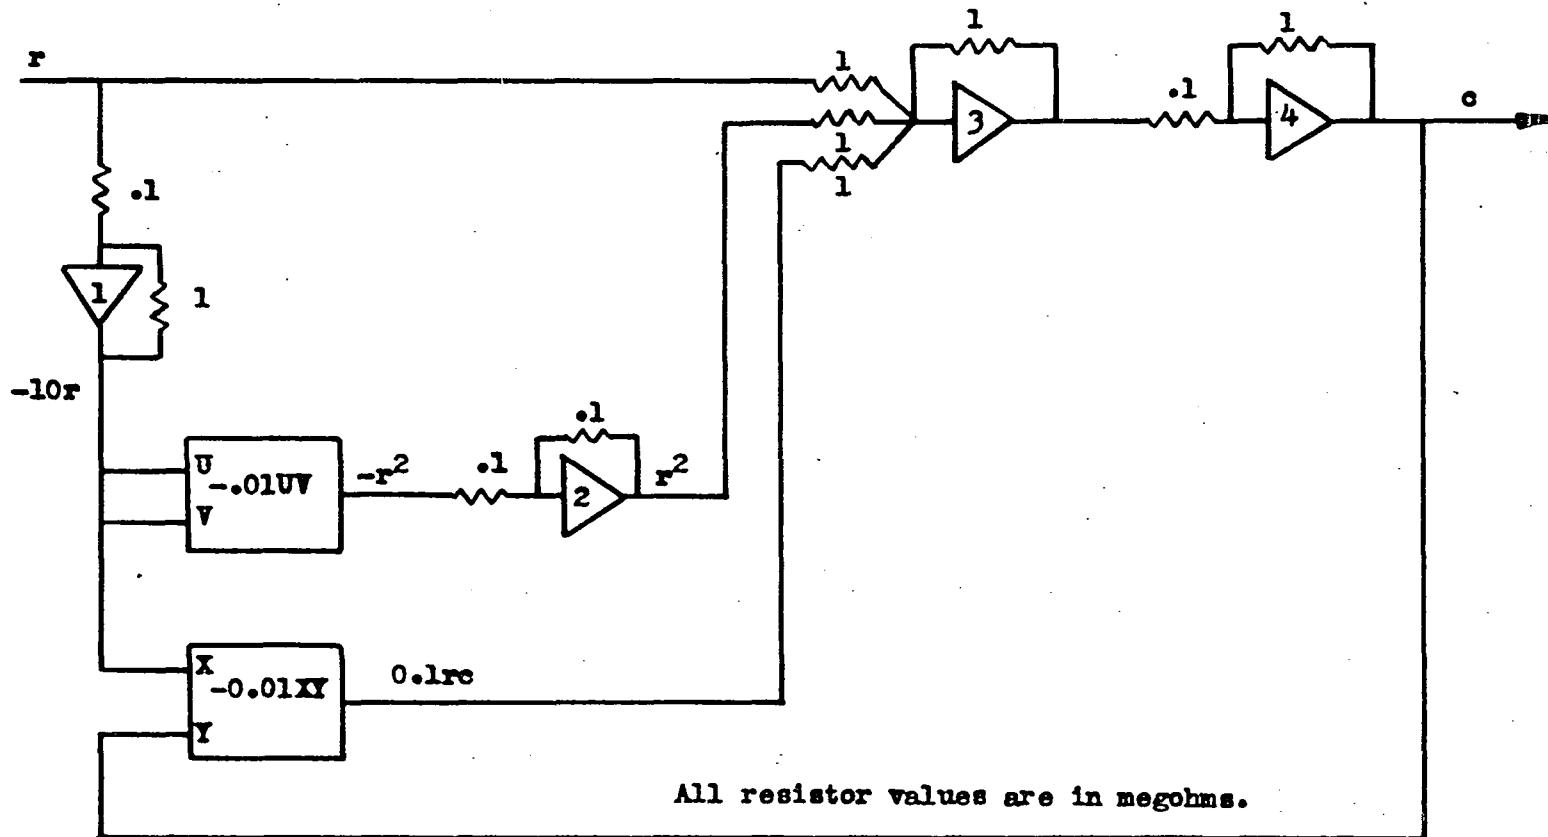 1
1
r
1
.1
c
3
4
1
1
.1
1
1
-10r
.1
U
-.01UV
V
-r²
.1
2
r²
X
-0.01XY
Y
0.1rc
All resistor values are in megohms.